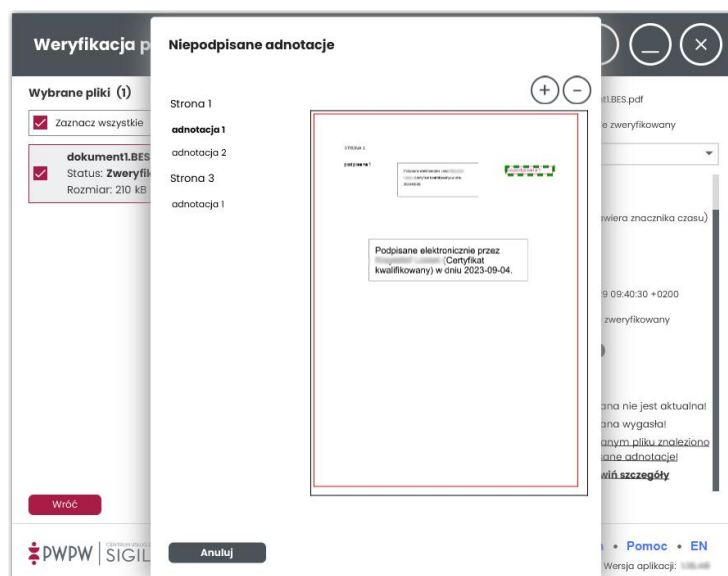 Weryfikacja p
Wybrane pliki (1)
Zaznacz wszystkie
dokument1.BES
Status: Zweryfik
Rozmiar: 210 kB
Wróć
PWPW
SIGIL
Niepodpisane adnotacje
Strona 1
adnotacja 1
adnotacja 2
Strona 3
adnotacja 1
podpisane 1
Podpisane elektronicznie przez
(Certyfikat
kwalifikowany) w dniu 2023-09-04.
Anuluj
t1.BES.pdf
e zweryfikowany
wiera znacznika czasu)
9 09:40:30 +0200
zweryfikowany
ana nie jest aktualna!
ana wygasła!
anym pliku znaleziono
sane adnotacje!
wiń szczegóły
• Pomoc • EN
Wersja aplikacji: